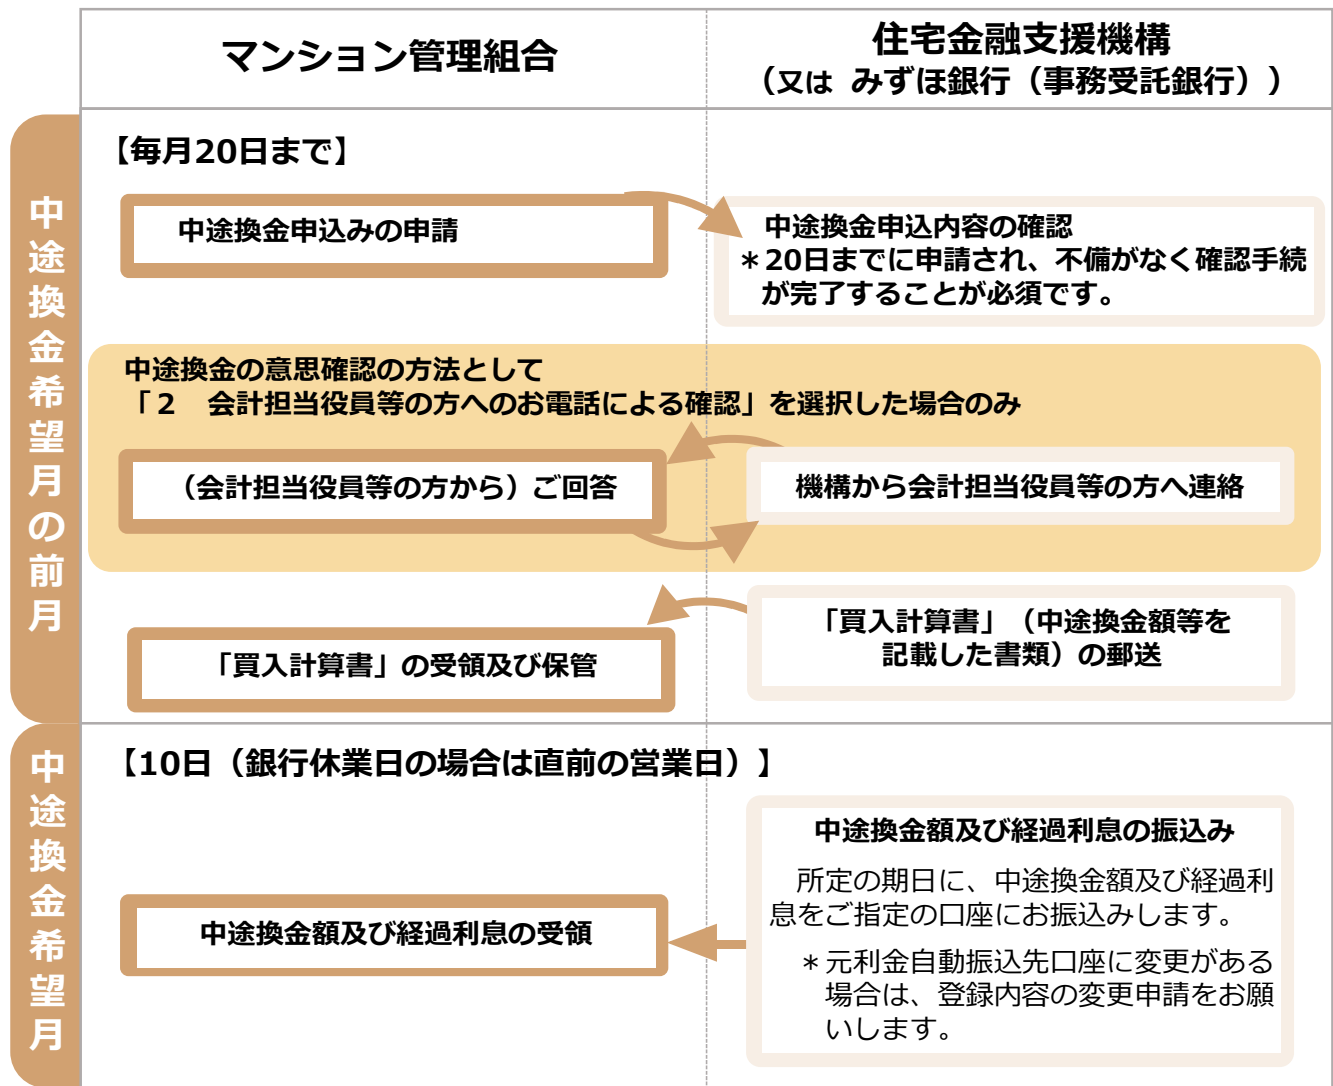 マンション管理組合
住宅金融支援機構
（又は みずほ銀行（事務受託銀行））
中途換金希望月の前月
【毎月20日まで】
中途換金申込みの申請
中途換金申込内容の確認
＊20日までに申請され、不備がなく確認手続
が完了することが必須です。
中途換金の意思確認の方法として
「２　会計担当役員等の方へのお電話による確認」を選択した場合のみ
（会計担当役員等の方から）ご回答
機構から会計担当役員等の方へ連絡
「買入計算書」（中途換金額等を
記載した書類）の郵送
「買入計算書」の受領及び保管
中途換金希望月
【10日（銀行休業日の場合は直前の営業日）】
中途換金額及び経過利息の振込み
所定の期日に、中途換金額及び経過利
息をご指定の口座にお振込みします。
＊元利金自動振込先口座に変更がある
場合は、登録内容の変更申請をお願
いします。
中途換金額及び経過利息の受領